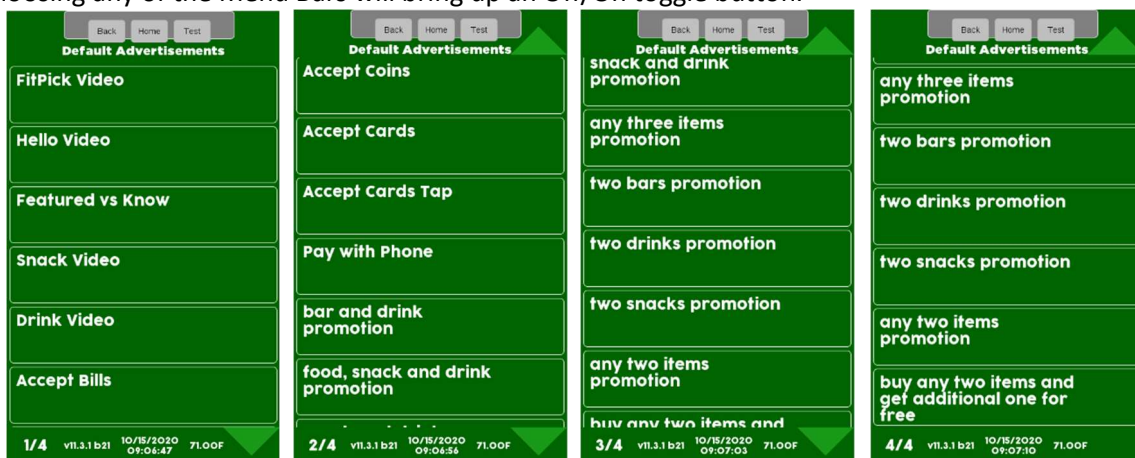 any of the menu Bars will bring up an On/Off toggle button.
Back Home Test
Default Advertisements
FitPick Video
Hello Video
Featured vs Know
Snack Video
Drink Video
Accept Bills
1/4 v11.3.1 b21 10/15/2020 09:06:47 71.00F
Back Home Test
Default Advertisements
Accept Coins
Accept Cards
Accept Cards Tap
Pay with Phone
bar and drink
promotion
food, snack and drink
promotion
2/4 v11.3.1 b21 10/15/2020 09:06:56 71.00F
Back Home Test
Default Advertisements
snack and drink
promotion
any three items
promotion
two bars promotion
two drinks promotion
two snacks promotion
any two items
promotion
buy any two items and
3/4 v11.3.1 b21 10/15/2020 09:07:03 71.00F
Back Home Test
Default Advertisements
any three items
promotion
two bars promotion
two drinks promotion
two snacks promotion
any two items
promotion
buy any two items and
get additional one for
free
4/4 v11.3.1 b21 10/15/2020 09:07:10 71.00F